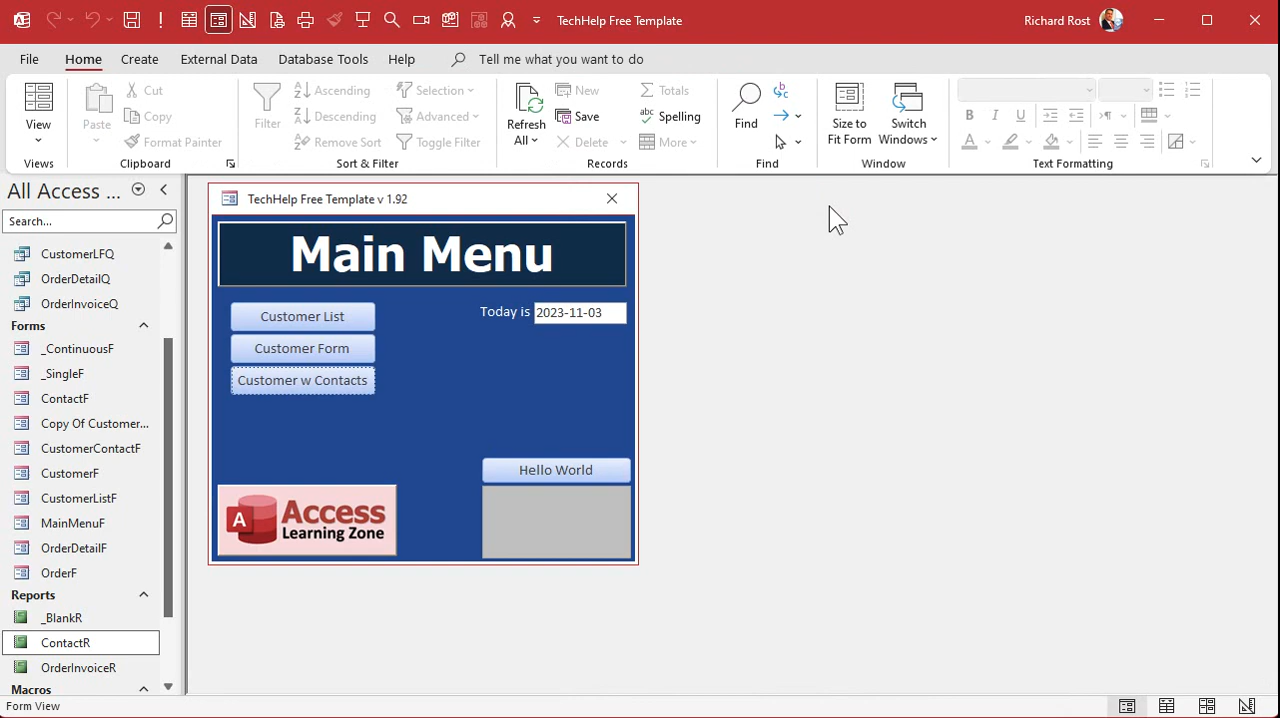 TechHelp Free Template
Richard Rost
File
Home
Create
External Data
Database Tools
Help
Tell me what you want to do
View
Views
Paste
Cut
Copy
Format Painter
Clipboard
Filter
Ascending
Descending
Remove Sort
Selection
Advanced
Toggle Filter
Sort & Filter
Refresh
All
New
Save
Delete
Totals
Spelling
More
Records
Find
Find
Size to
Fit Form
Switch
Windows
Window
B I U
A
Text Formatting
All Access ...
Search...
CustomerLFQ
OrderDetailQ
OrderInvoiceQ
Forms
_ContinuousF
_SingleF
ContactF
Copy Of Customer...
CustomerContactF
CustomerF
CustomerListF
MainMenuF
OrderDetailF
OrderF
Reports
_BlankR
ContactR
OrderInvoiceR
Macros
TechHelp Free Template v 1.92
Main Menu
Customer List
Customer Form
Customer w Contacts
Today is 2023-11-03
Hello World
A Access
Learning Zone
Form View